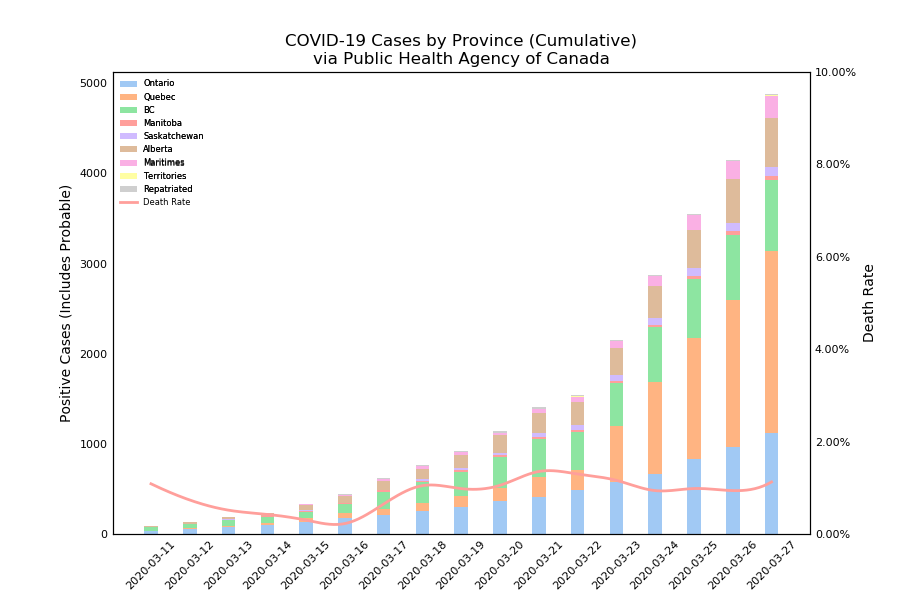 COVID-19 Cases by Province (Cumulative)
via Public Health Agency of Canada
Positive Cases (Includes Probable)
5000
4000
3000
2000
1000
0
Ontario
Quebec
BC
Manitoba
Saskatchewan
Alberta
Maritimes
Territories
Repatriated
Death Rate
10.00%
8.00%
6.00%
4.00%
2.00%
0.00%
Death Rate
2020-03-11
2020-03-12
2020-03-13
2020-03-14
2020-03-15
2020-03-16
2020-03-17
2020-03-18
2020-03-19
2020-03-20
2020-03-21
2020-03-22
2020-03-23
2020-03-24
2020-03-25
2020-03-26
2020-03-27